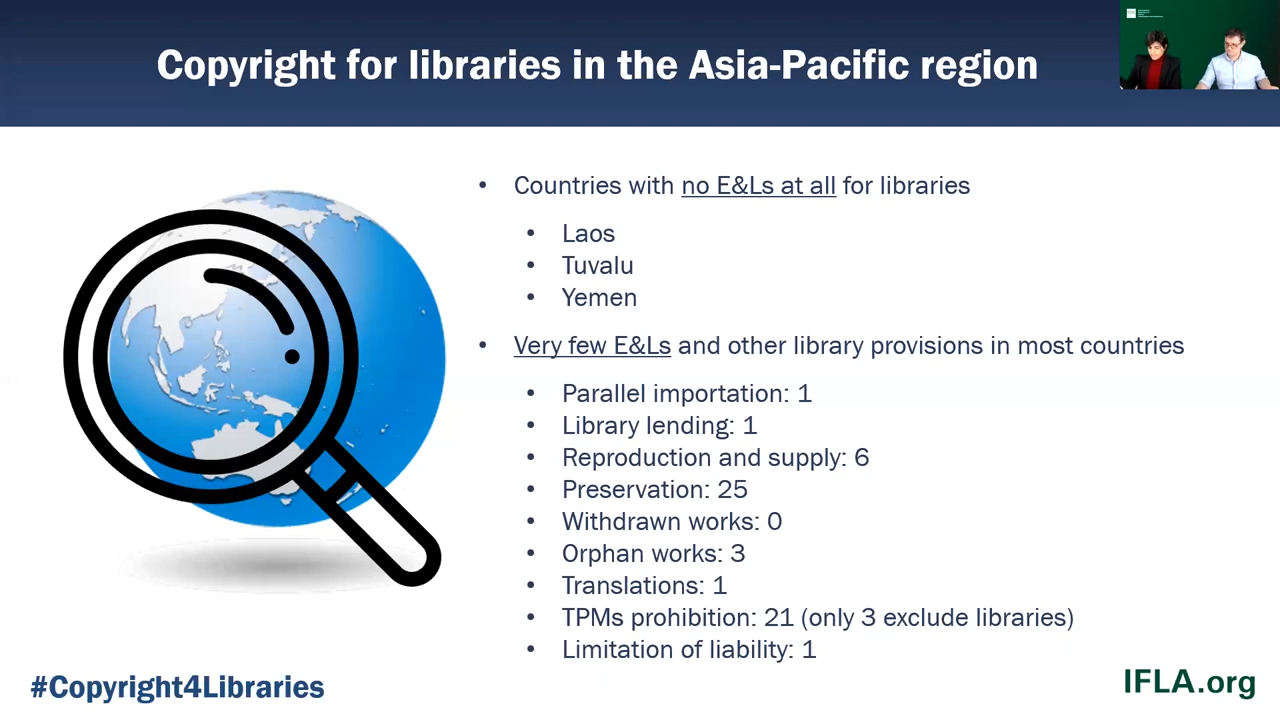 Copyright for libraries in the Asia-Pacific region
• Countries with no E&Ls at all for libraries
• Laos
• Tuvalu
• Yemen
• Very few E&Ls and other library provisions in most countries
• Parallel importation: 1
• Library lending: 1
• Reproduction and supply: 6
• Preservation: 25
• Withdrawn works: 0
• Orphan works: 3
• Translations: 1
• TPMs prohibition: 21 (only 3 exclude libraries)
• Limitation of liability: 1
#Copyright4Libraries
IFLA.org